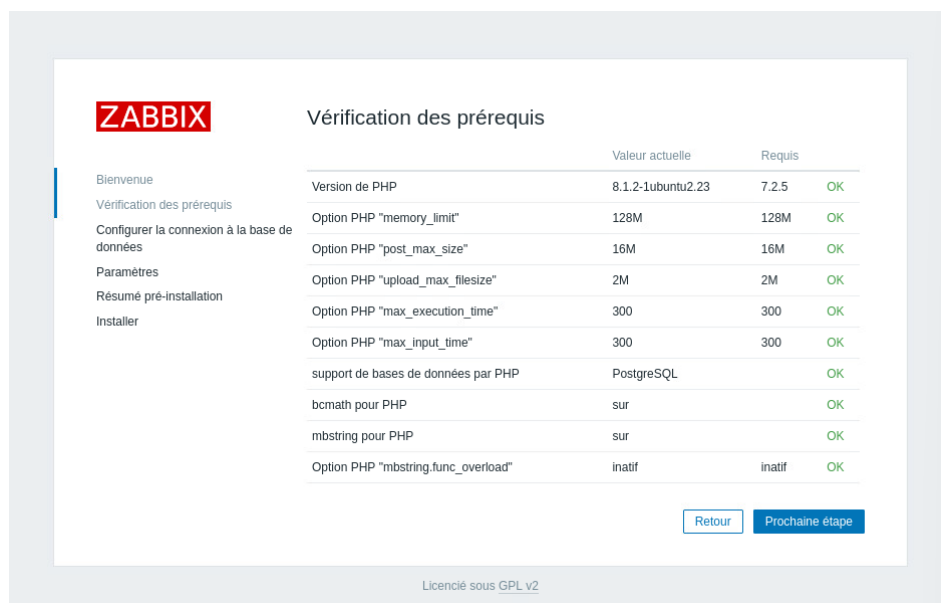 ZABBIX
Bienvenue
Vérification des prérequis
Configurer la connexion à la base de
données
Paramètres
Résumé pré-installation
Installer
Vérification des prérequis
Valeur actuelle Requis
Version de PHP 8.1.2-1ubuntu2.23 7.2.5 OK
Option PHP "memory_limit" 128M 128M OK
Option PHP "post_max_size" 16M 16M OK
Option PHP "upload_max_filesize" 2M 2M OK
Option PHP "max_execution_time" 300 300 OK
Option PHP "max_input_time" 300 300 OK
support de bases de données par PHP PostgreSQL OK
bcmath pour PHP sur OK
mbstring pour PHP sur OK
Option PHP "mbstring.func_overload" inatif inatif OK
Retour Prochaine étape
Licencié sous GPL v2